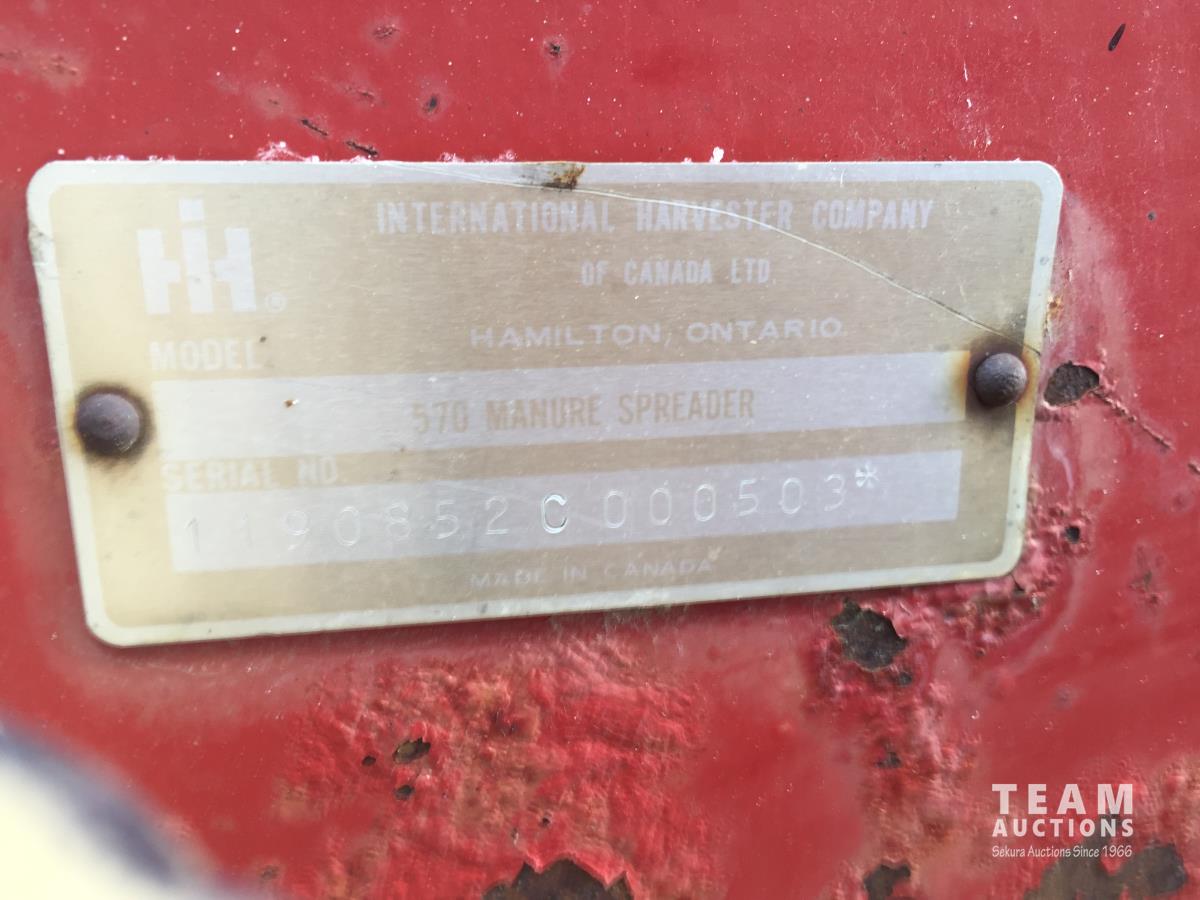 IH®
INTERNATIONAL HARVESTER COMPANY
OF CANADA LTD.
HAMILTON, ONTARIO
MODEL
570 MANURE SPREADER
SERIAL NO.
1190852C000503*
MADE IN CANADA
TEAM
AUCTIONS
Sekura Auctions Since 1966